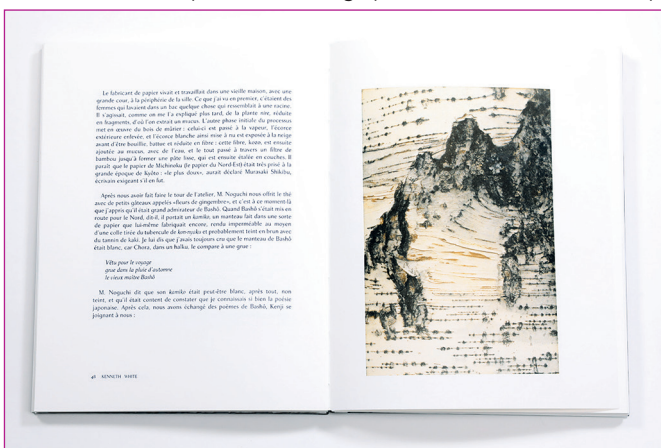 Le fabricant de papier vivait et travaillait dans une vieille maison, avec une
grande cour, à la périphérie de la ville. Ce que j'ai vu en premier, c'étaient des
femmes qui lavaient dans un bac quelque chose qui ressemblait à une racine.
Il s'agissait, comme on me l'a expliqué plus tard, de la plante nire, réduite
en fragments, d'où l'on extrait un mucus. L'autre phase initiale du processus
met en œuvre du bois de mûrier : celui-ci est passé à la vapeur, l'écorce
extérieure enlevée, et l'écorce blanche ainsi mise à nu est exposée à la neige
avant d'être bouillie, battue et réduite en fibre ; cette fibre, kozo, est ensuite
ajoutée au mucus, avec de l'eau, et le tout passé à travers un filtre de
bambou jusqu'à former une pâte lisse, qui est ensuite étalée en couches. Il
paraît que le papier de Michinoku (le papier du Nord-Est) était très prisé à la
grande époque de Kyōto : «le plus doux», aurait déclaré Murasaki Shikibu,
écrivain exigeant s'il en fut.
Après nous avoir fait faire le tour de l'atelier, M. Noguchi nous offrit le thé
avec de petits gâteaux appelés «fleurs de gingembre», et c'est à ce moment-là
que j'appris qu'il était grand admirateur de Bashō. Quand Bashō s'était mis en
route pour le Nord, dit-il, il portait un kamiko, un manteau fait dans une sorte
de papier que lui-même fabriquait encore, rendu imperméable au moyen
d'une colle tirée du tubercule de kon-nyaku et probablement teint en brun avec
du tannin de kaki. Je lui dis que j'avais toujours cru que le manteau de Bashō
était blanc, car Chora, dans un haïku, le compare à une grue :
Vêtu pour le voyage
grue dans la pluie d'automne
le vieux maître Bashō
M. Noguchi dit que son kamiko était peut-être blanc, après tout, non
teint, et qu'il était content de constater que je connaissais si bien la poésie
japonaise. Après cela, nous avons échangé des poèmes de Bashō, Kenji se
joignant à nous :
48 KENNETH WHITE